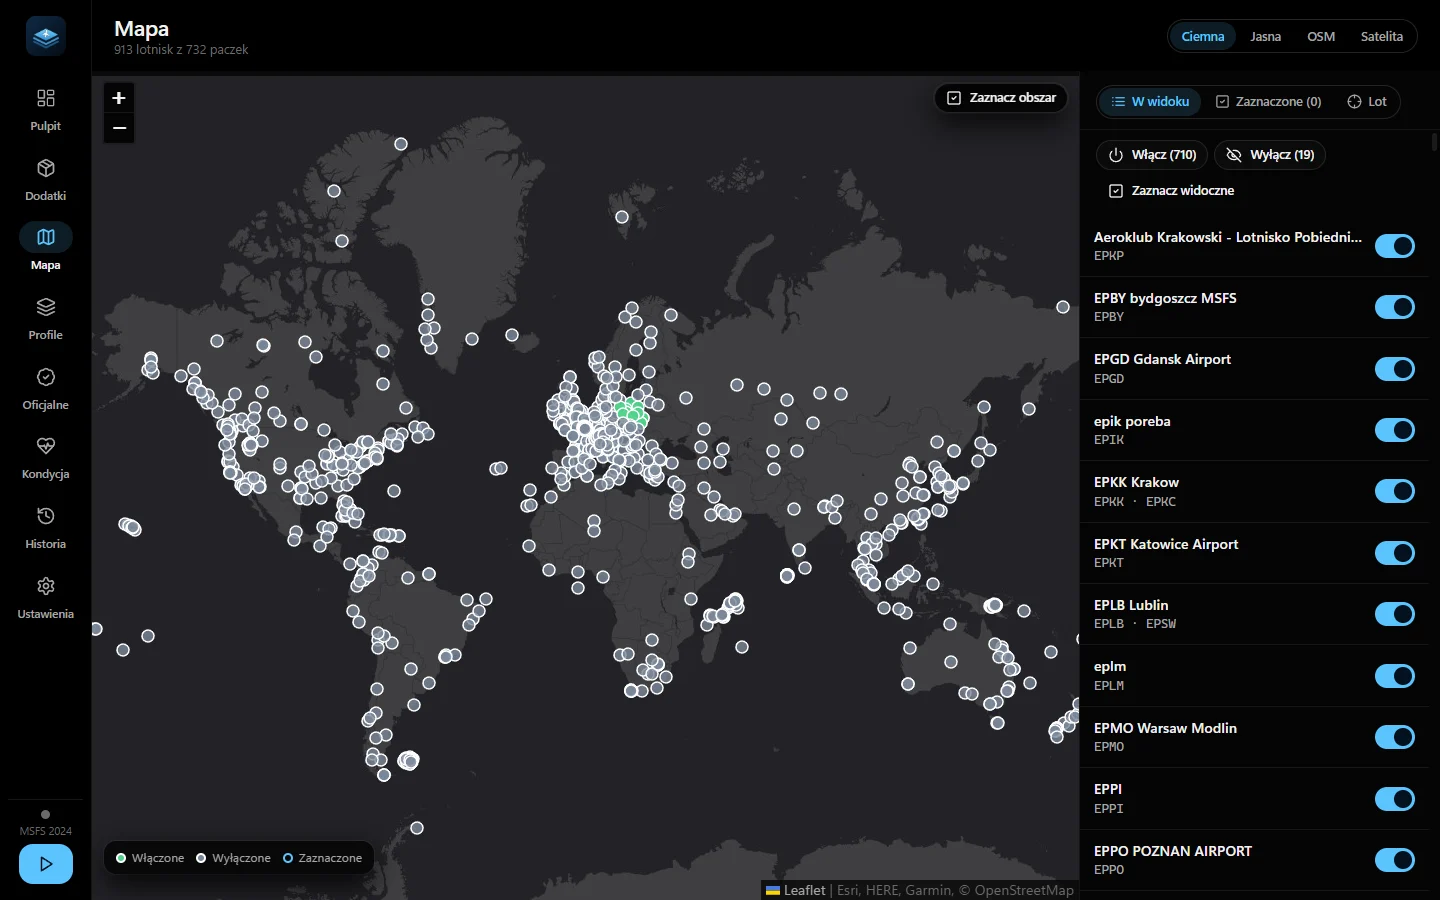 Mapa
913 lotnisk z 732 paczek
Ciemna
Jasna
OSM
Satelita
Pulpit
Dodatki
Mapa
Profile
Oficjalne
Kondycja
Historia
Ustawienia
MSFS 2024
+
−
Zaznacz obszar
Włączone
Wyłączone
Zaznaczone
Leaflet | Esri, HERE, Garmin, © OpenStreetMap
W widoku
Zaznaczone (0)
Lot
Włącz (710)
Wyłącz (19)
Zaznacz widoczne
Aeroklub Krakowski - Lotnisko Pobiedni...
EPKP
EPBY bydgoszcz MSFS
EPBY
EPGD Gdansk Airport
EPGD
epik poreba
EPIK
EPKK Krakow
EPKK · EPKC
EPKT Katowice Airport
EPKT
EPLB Lublin
EPLB · EPSW
eplm
EPLM
EPMO Warsaw Modlin
EPMO
EPPI
EPPI
EPPO POZNAN AIRPORT
EPPO